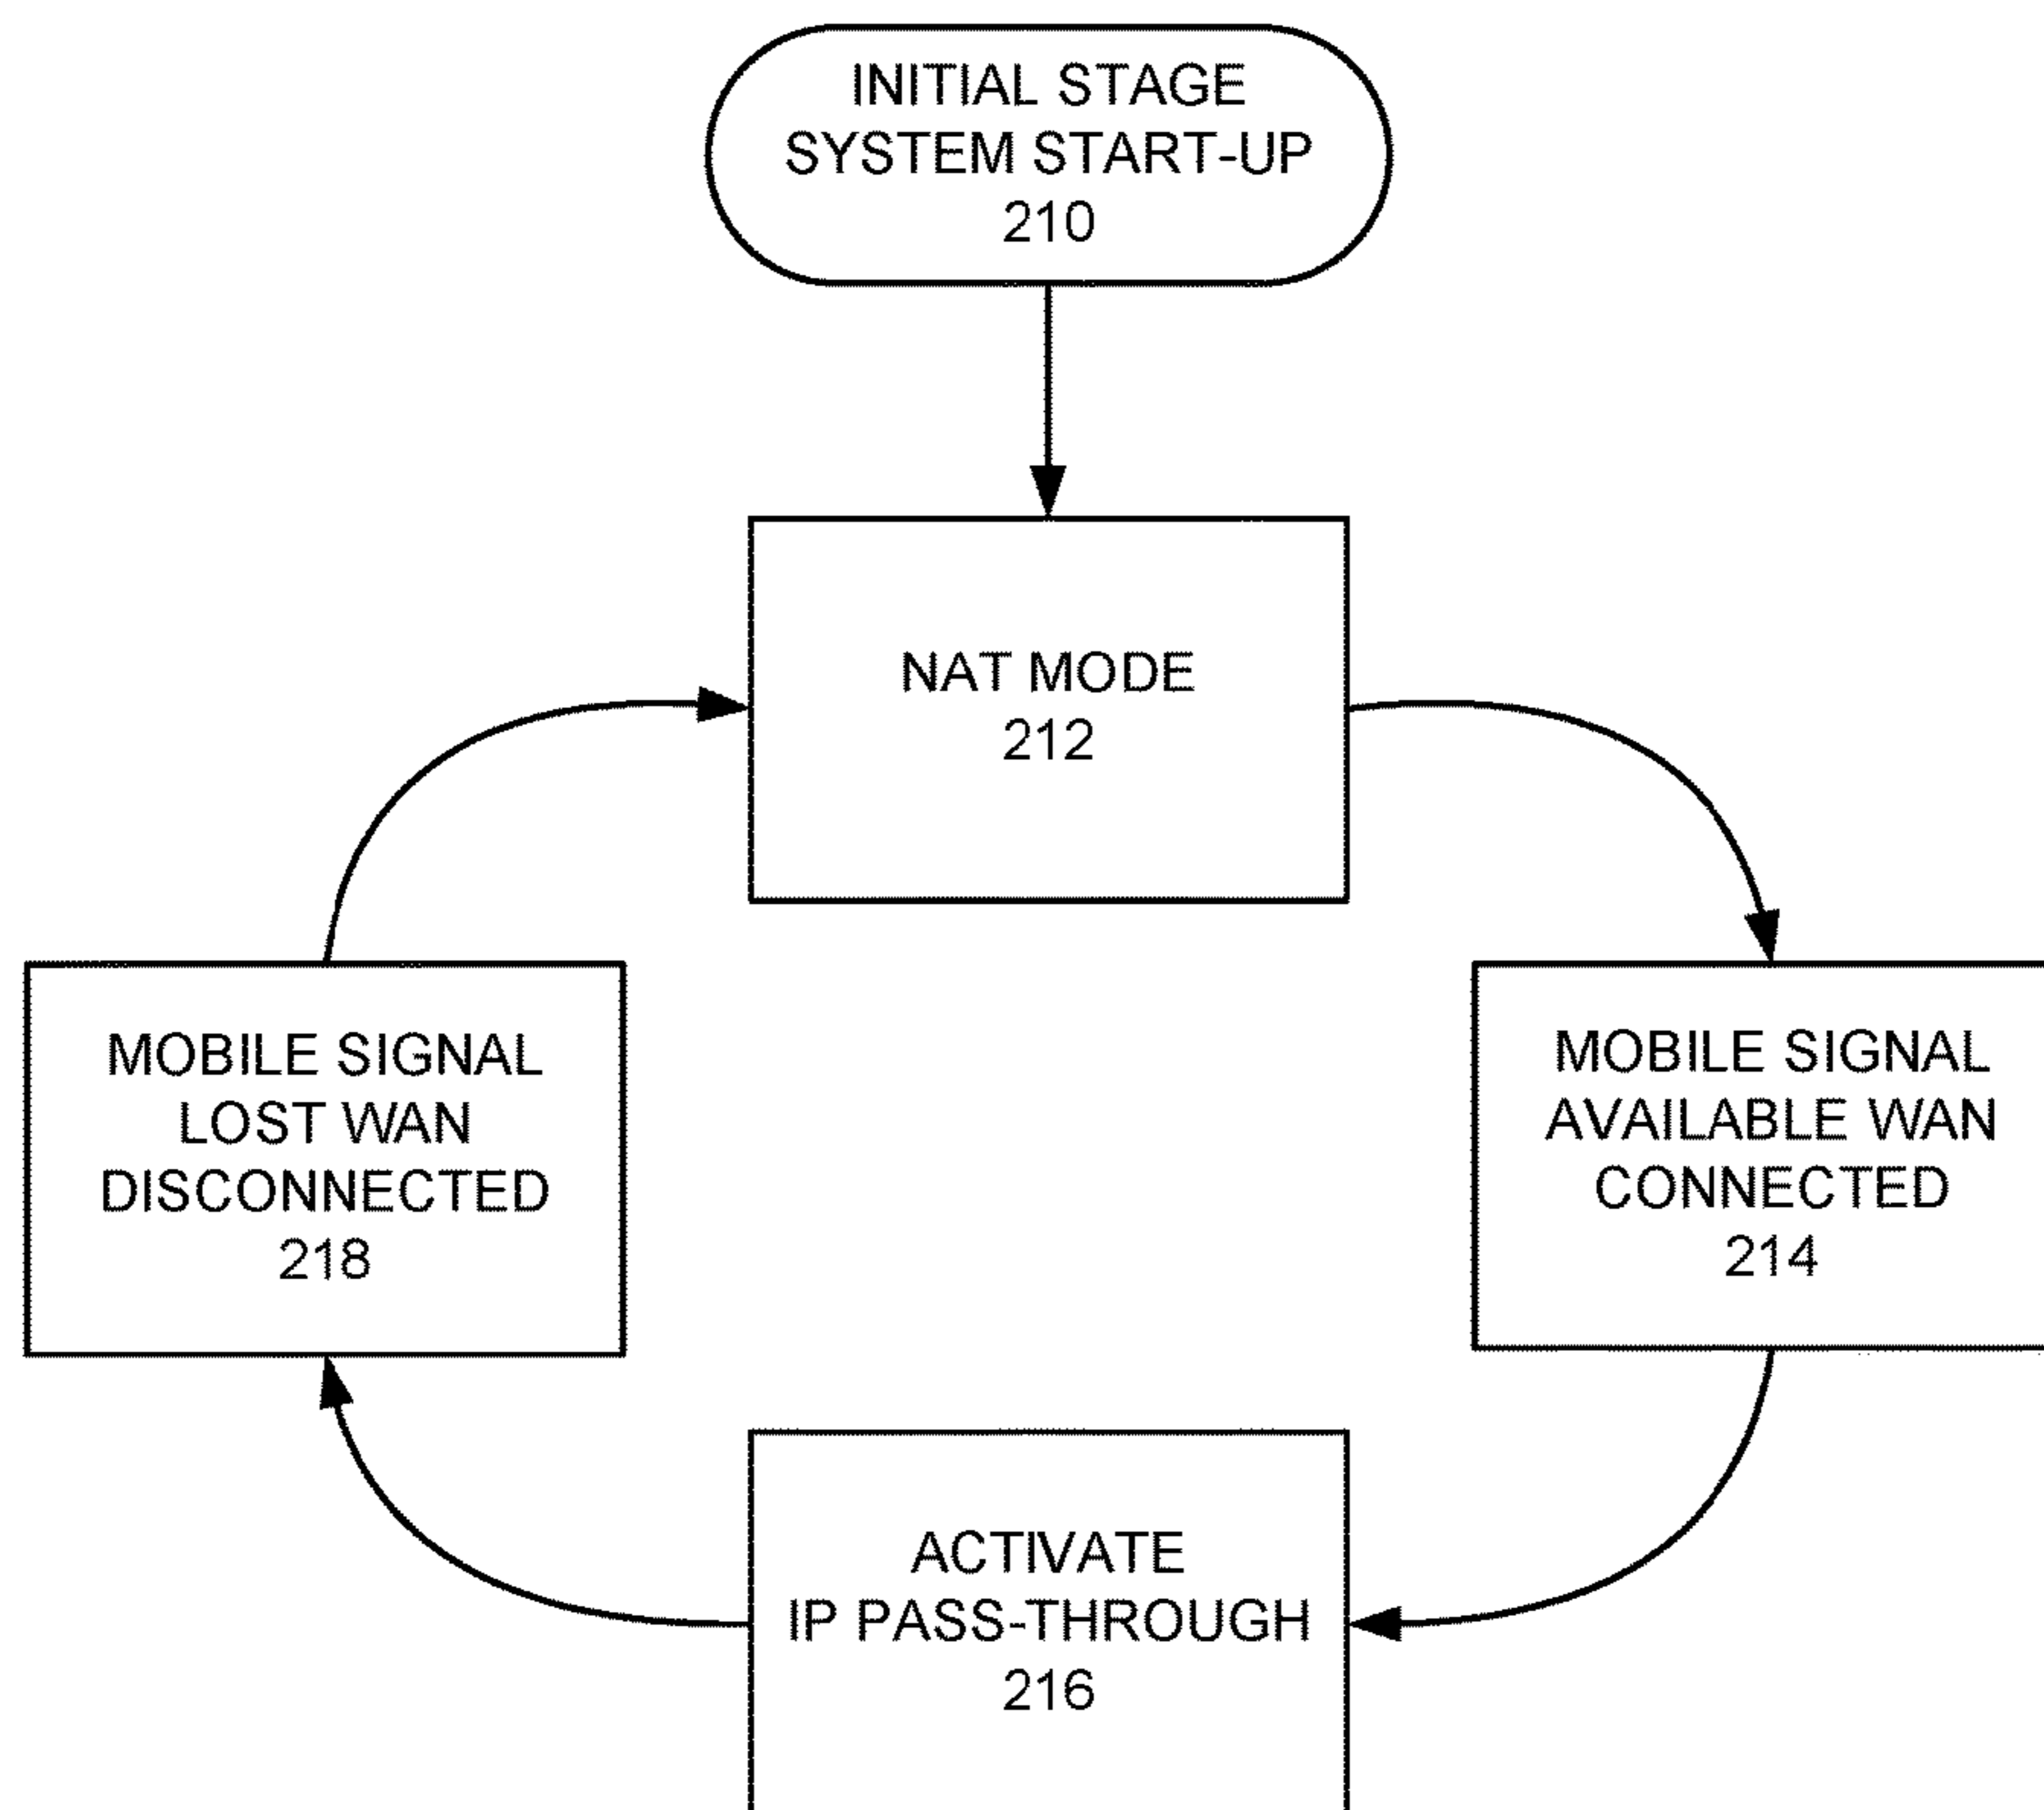 INITIAL STAGE
SYSTEM START-UP
210
NAT MODE
212
MOBILE SIGNAL
LOST WAN
DISCONNECTED
218
MOBILE SIGNAL
AVAILABLE WAN
CONNECTED
214
ACTIVATE
IP PASS-THROUGH
216